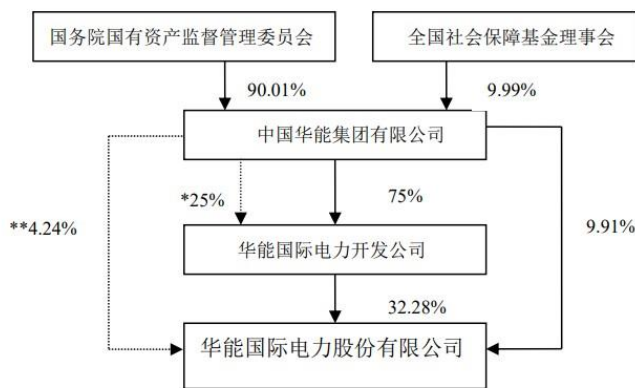 国务院国有资产监督管理委员会
全国社会保障基金理事会
90.01%
9.99%
中国华能集团有限公司
*25%
75%
**4.24%
9.91%
华能国际电力开发公司
32.28%
华能国际电力股份有限公司